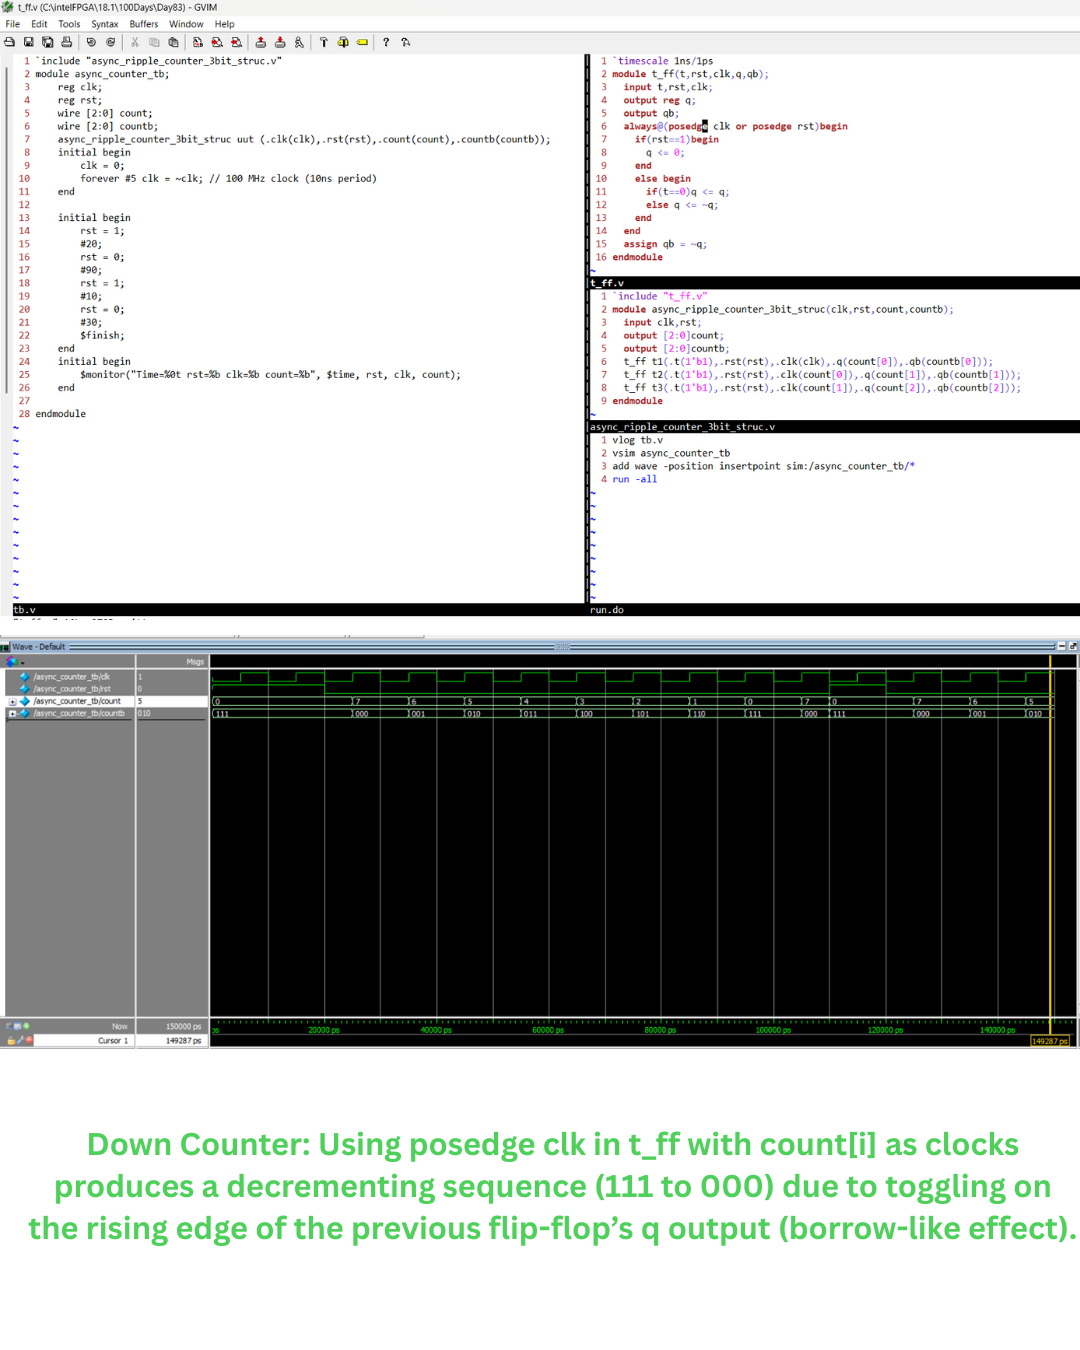 t_ff.v (C:\intelFPGA\18.1\100Days\Day83) - GVIM
File Edit Tools Syntax Buffers Window Help
1 `include "async_ripple_counter_3bit_struc.v"
2 module async_counter_tb;
3 reg clk;
4 reg rst;
5 wire [2:0] count;
6 wire [2:0] countb;
7 async_ripple_counter_3bit_struc uut (.clk(clk),.rst(rst),.count(count),.countb(countb));
8 initial begin
9 clk = 0;
10 forever #5 clk = ~clk; // 100 MHz clock (10ns period)
11 end
12
13 initial begin
14 rst = 1;
15 #20;
16 rst = 0;
17 #90;
18 rst = 1;
19 #10;
20 rst = 0;
21 #30;
22 $finish;
23 end
24 initial begin
25 $monitor("Time=%0t rst=%b clk=%b count=%b", $time, rst, clk, count);
26 end
27
28 endmodule
~
~
~
~
~
~
~
~
~
~
~
~
~
~
tb.v
1 `timescale 1ns/1ps
2 module t_ff(t,rst,clk,q,qb);
3 input t,rst,clk;
4 output reg q;
5 output qb;
6 always@(posedge clk or posedge rst)begin
7 if(rst==1)begin
8 q <= 0;
9 end
10 else begin
11 if(t==0)q <= q;
12 else q <= ~q;
13 end
14 end
15 assign qb = ~q;
16 endmodule
~
t_ff.v
1 `include "t_ff.v"
2 module async_ripple_counter_3bit_struc(clk,rst,count,countb);
3 input clk,rst;
4 output [2:0]count;
5 output [2:0]countb;
6 t_ff t1(.t(1'b1),.rst(rst),.clk(clk),.q(count[0]),.qb(countb[0]));
7 t_ff t2(.t(1'b1),.rst(rst),.clk(count[0]),.q(count[1]),.qb(countb[1]));
8 t_ff t3(.t(1'b1),.rst(rst),.clk(count[1]),.q(count[2]),.qb(countb[2]));
9 endmodule
~
async_ripple_counter_3bit_struc.v
1 vlog tb.v
2 vsim async_counter_tb
3 add wave -position insertpoint sim:/async_counter_tb/*
4 run -all
~
~
~
~
~
~
~
~
~
run.do
Wave - Default
Msgs
/async_counter_tb/clk 1
/async_counter_tb/rst 0
/async_counter_tb/count 5 0 7 6 5 4 3 2 1 0 7 0 7 6 5
/async_counter_tb/countb 010 111 000 001 010 011 100 101 110 111 000 111 000 001 010
Now 150000 ps ps 20000 ps 40000 ps 60000 ps 80000 ps 100000 ps 120000 ps 140000 ps
Cursor 1 149287 ps 149287 ps
Down Counter: Using posedge clk in t_ff with count[i] as clocks
produces a decrementing sequence (111 to 000) due to toggling on
the rising edge of the previous flip-flop’s q output (borrow-like effect).